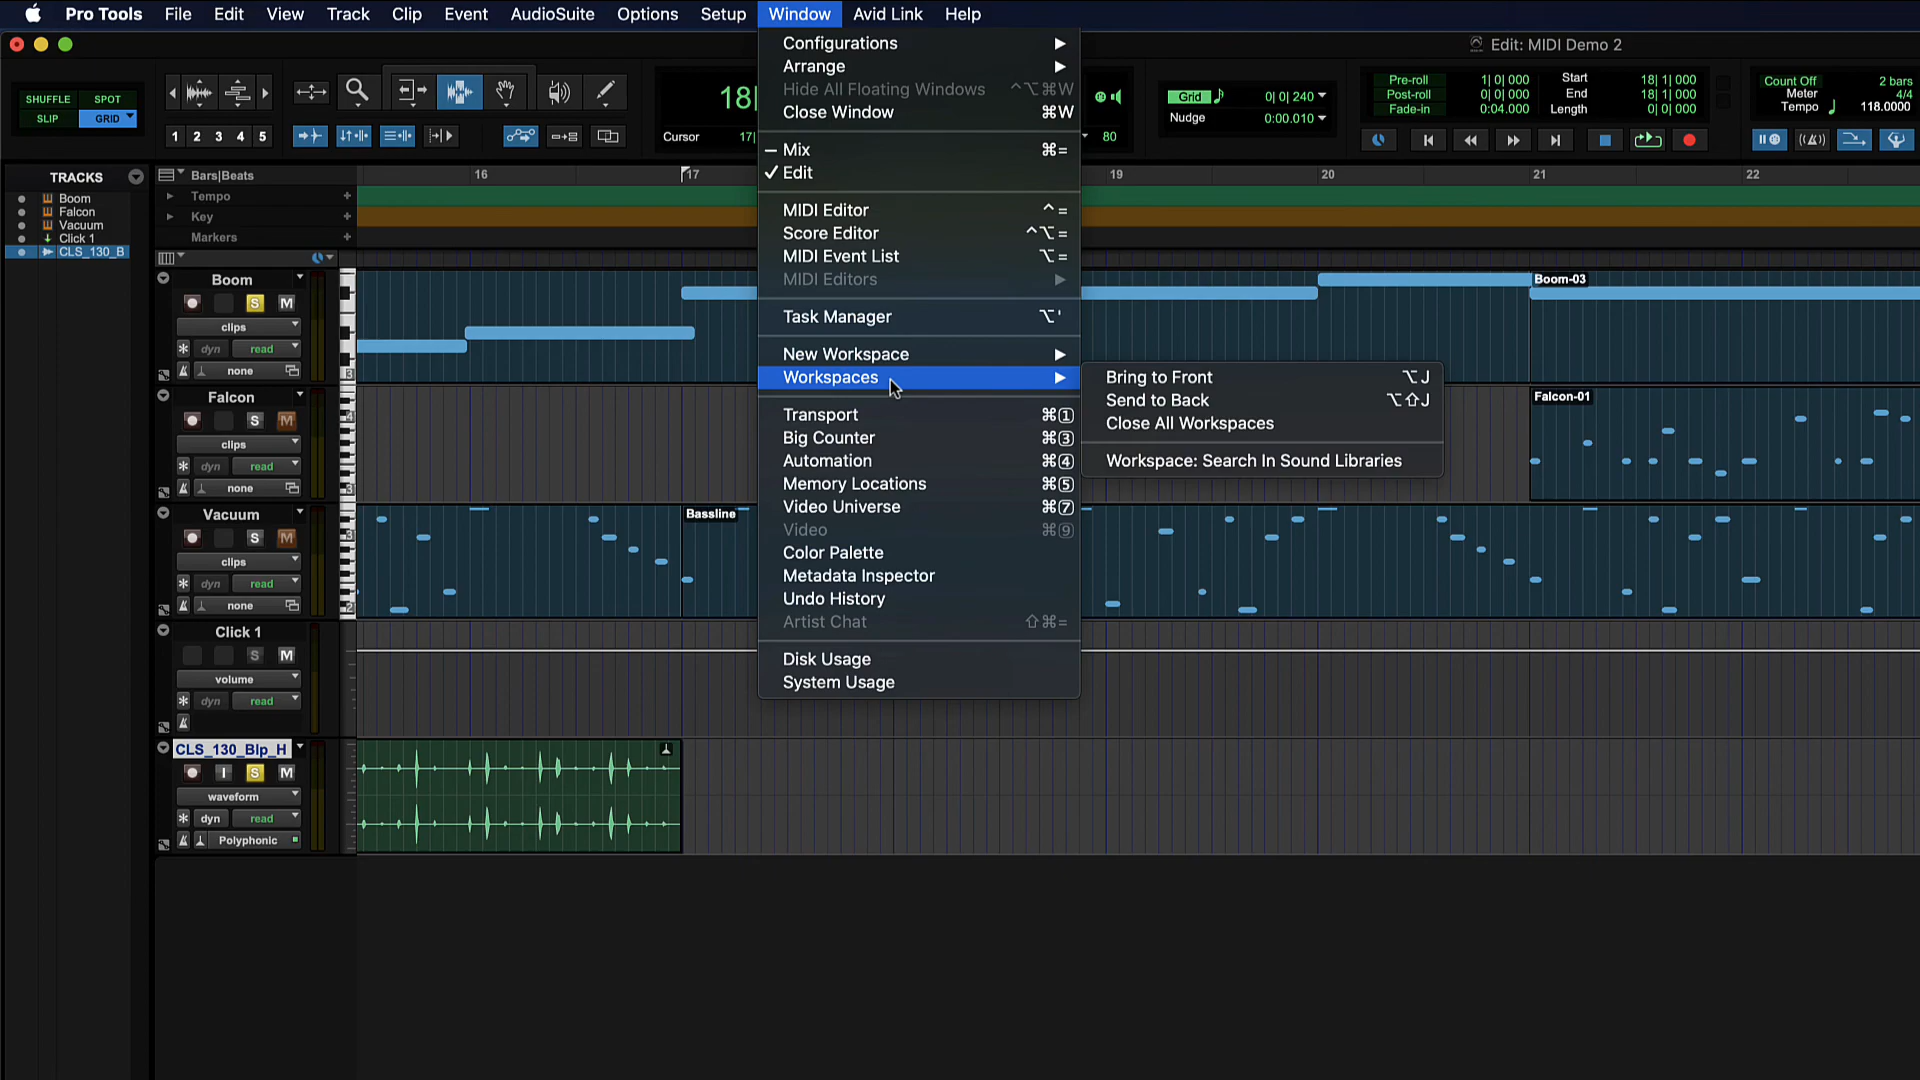 Pro Tools File Edit View Track Clip Event AudioSuite Options Setup Window Avid Link Help
Edit: MIDI Demo 2
SHUFFLE SPOT
SLIP GRID
1 2 3 4 5
18|
Cursor 17|
80
Grid 0| 0| 240
Nudge 0:00.010
Pre-roll 1| 0| 000
Post-roll 0| 0| 000
Fade-in 0:04.000
Start 18| 1| 000
End 18| 1| 000
Length 0| 0| 000
Count Off 2 bars
Meter 4/4
Tempo 118.0000
TRACKS
Boom
Falcon
Vacuum
Click 1
CLS_130_B
Bars|Beats
Tempo
Key
Markers
16 17 19 20 21 22
Configurations
Arrange
Hide All Floating Windows ⌃⌥⌘W
Close Window ⌘W
– Mix ⌘=
✓ Edit
MIDI Editor ⌃=
Score Editor ⌃⌥=
MIDI Event List ⌥=
MIDI Editors
Task Manager ⌥'
New Workspace
Workspaces
Transport ⌘1
Big Counter ⌘3
Automation ⌘4
Memory Locations ⌘5
Video Universe ⌘7
Video ⌘9
Color Palette
Metadata Inspector
Undo History
Artist Chat ⇧⌘=
Disk Usage
System Usage
Bring to Front ⌥J
Send to Back ⌥⇧J
Close All Workspaces
Workspace: Search In Sound Libraries
Boom
S M
clips
dyn read
none
Boom-03
Falcon
S M
clips
dyn read
none
Falcon-01
Vacuum
S M
clips
dyn read
none
Bassline
Click 1
S M
volume
dyn read
CLS_130_Blp_H
I S M
waveform
dyn read
Polyphonic